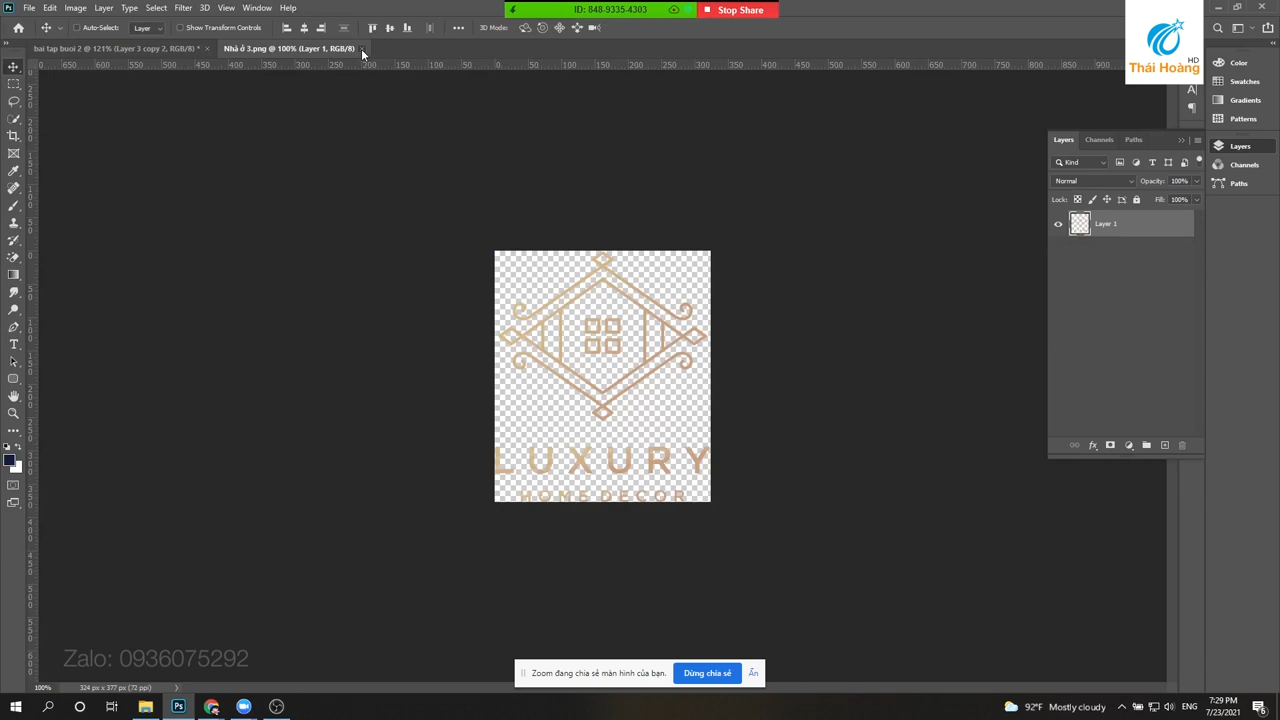 Ps File Edit Image Layer Type Select Filter 3D View Window Help
ID: 848-9335-4303 Stop Share
Auto-Select: Layer Show Transform Controls 3D Mode:
bai tap buoi 2 @ 121% (Layer 3 copy 2, RGB/8) * Nhà ở 3.png @ 100% (Layer 1, RGB/8)
HD
Thái Hoàng
Color
Swatches
Gradients
Patterns
Layers
Channels
Paths
Layers Channels Paths
Kind
Normal Opacity: 100%
Lock: Fill: 100%
Layer 1
LUXURY
HOME DECOR
Zalo: 0936075292
Zoom đang chia sẻ màn hình của bạn. Dừng chia sẻ Ẩn
100% 324 px x 377 px (72 ppi)
92°F Mostly cloudy
7:29 PM
7/23/2021